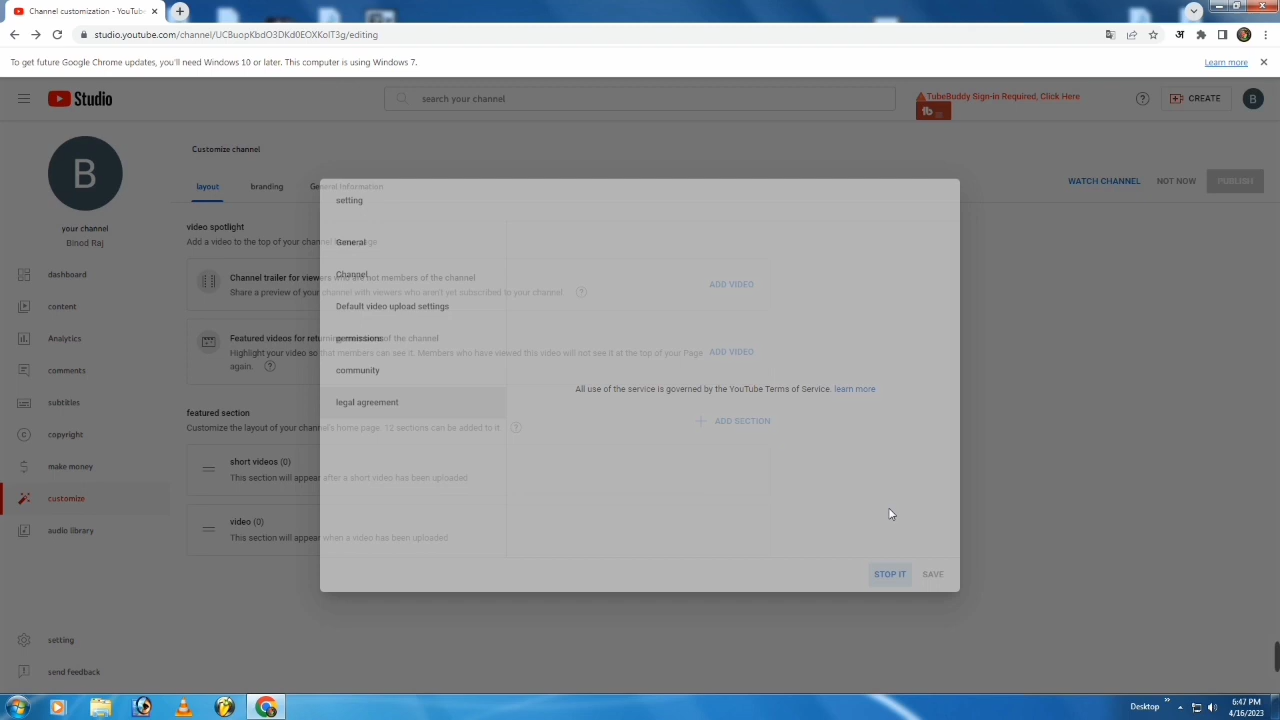 Channel customization - YouTub
studio.youtube.com/channel/UCBuopKbdO3DKd0EOXKoIT3g/editing
अ
To get future Google Chrome updates, you'll need Windows 10 or later. This computer is using Windows 7.
Learn more
Studio
search your channel
TubeBuddy Sign-in Required, Click Here
tb
CREATE
B
B
your channel
Binod Raj
dashboard
content
Analytics
comments
subtitles
copyright
make money
customize
audio library
setting
send feedback
Customize channel
layout
branding
General Information
WATCH CHANNEL
NOT NOW
PUBLISH
video spotlight
Add a video to the top of your channel home page
Channel trailer for viewers who are not members of the channel
Share a preview of your channel with viewers who aren't yet subscribed to your channel
ADD VIDEO
Featured videos for returning members of the channel
Highlight your video so that members can see it. Members who have viewed this video will not see it at the top of your Page
again.
ADD VIDEO
featured section
Customize the layout of your channel's home page. 12 sections can be added to it
ADD SECTION
short videos (0)
This section will appear after a short video has been uploaded
video (0)
This section will appear when a video has been uploaded
setting
General
Channel
Default video upload settings
permissions
community
legal agreement
All use of the service is governed by the YouTube Terms of Service. learn more
STOP IT
SAVE
Desktop
6:47 PM
4/16/2023